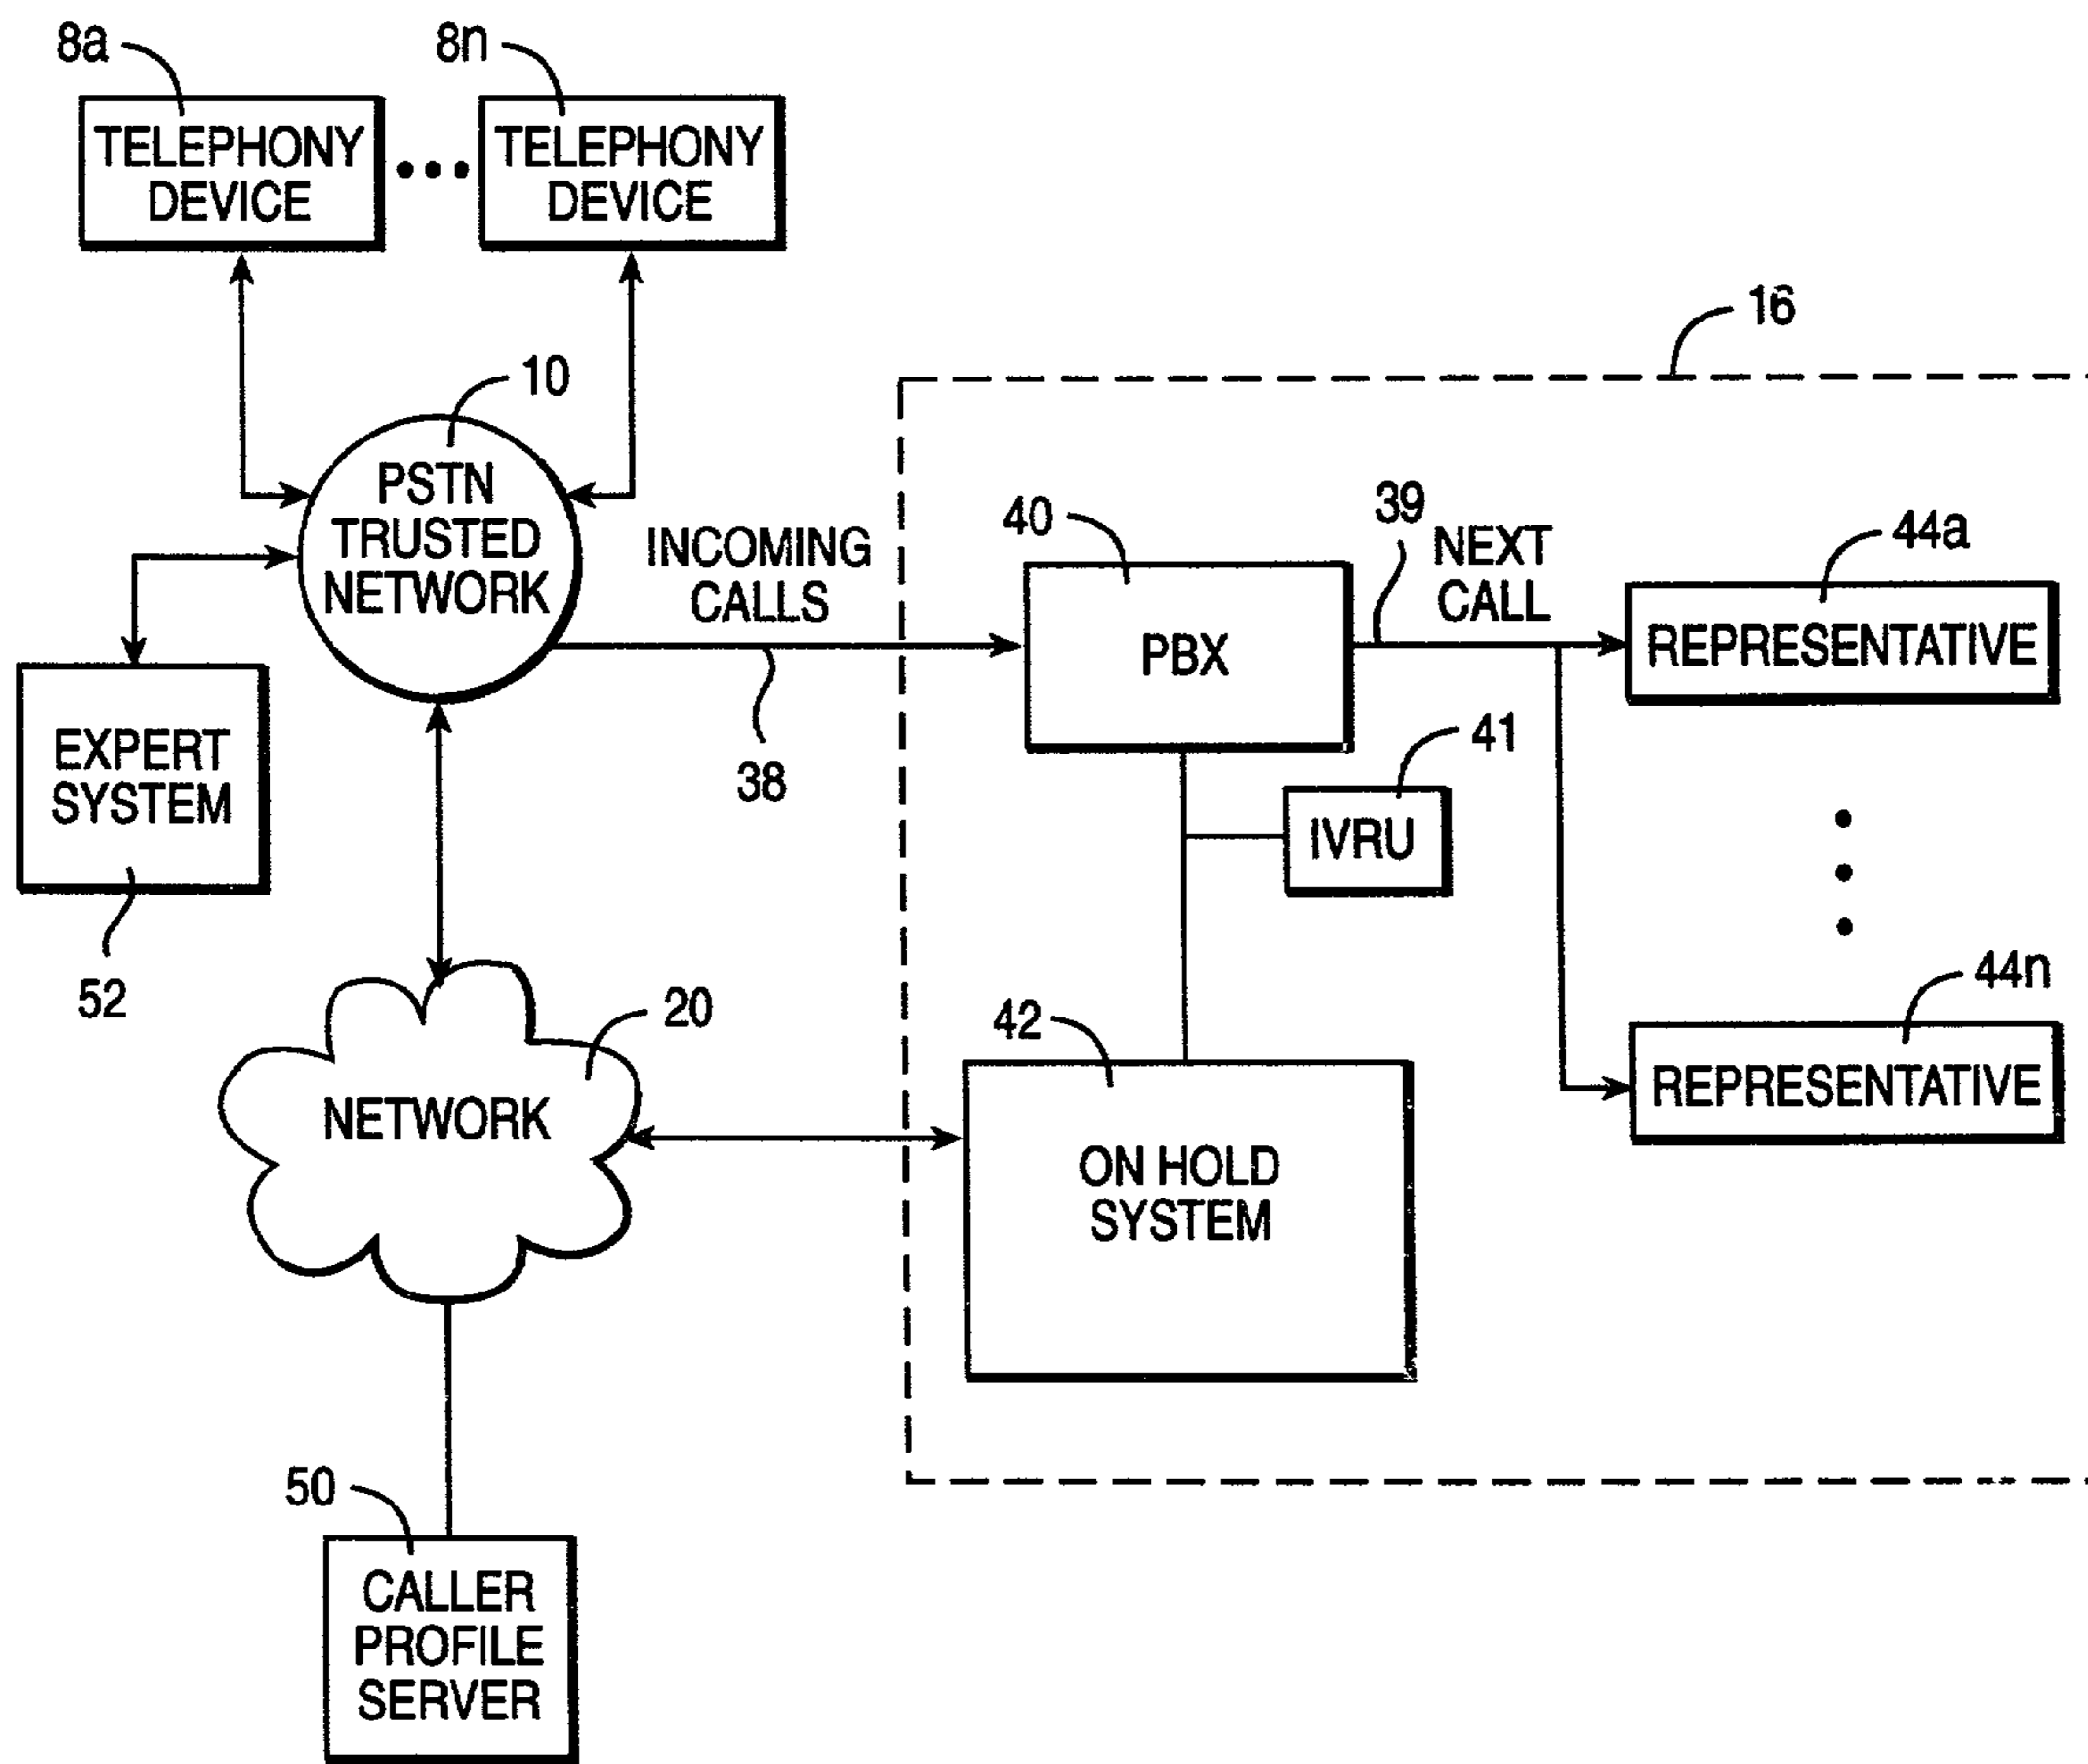 8a
8n
TELEPHONY
DEVICE
TELEPHONY
DEVICE
16
10
PSTN
TRUSTED
NETWORK
INCOMING
CALLS
38
40
PBX
39
NEXT
CALL
44a
REPRESENTATIVE
41
IVRU
EXPERT
SYSTEM
52
20
NETWORK
42
ON HOLD
SYSTEM
44n
REPRESENTATIVE
50
CALLER
PROFILE
SERVER